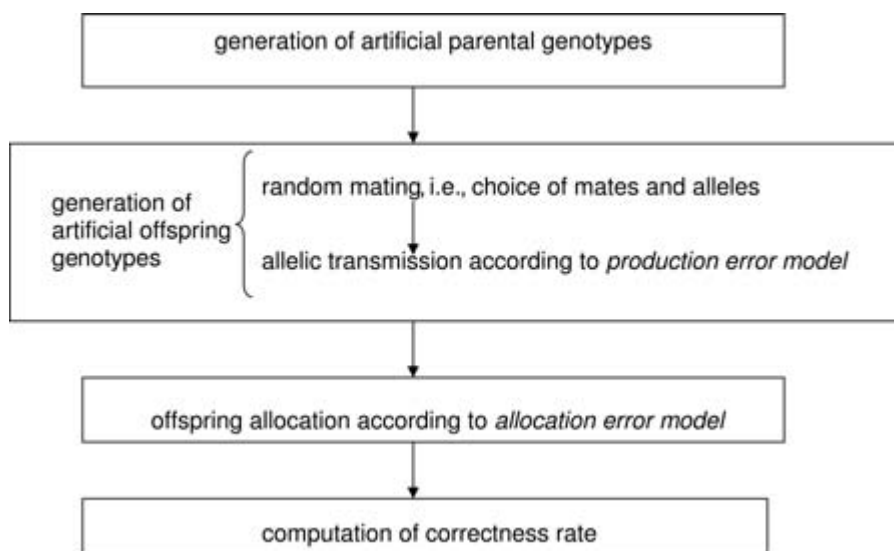 generation of artificial parental genotypes
generation of
artificial offspring
genotypes
random mating, i.e., choice of mates and alleles
allelic transmission according to production error model
offspring allocation according to allocation error model
computation of correctness rate